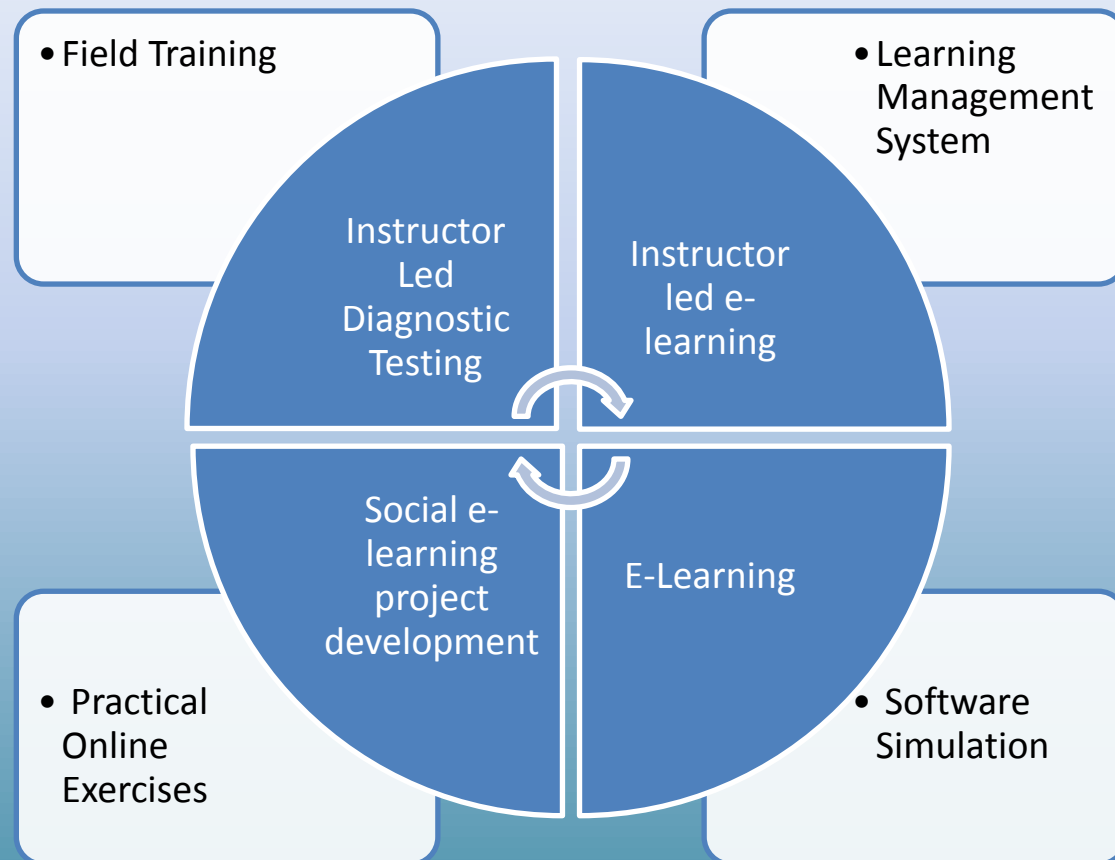 • Field Training
• Learning
Management
System
Instructor
Led
Diagnostic
Testing
Instructor
led e-
learning
Social e-
learning
project
development
E-Learning
• Practical
Online
Exercises
• Software
Simulation